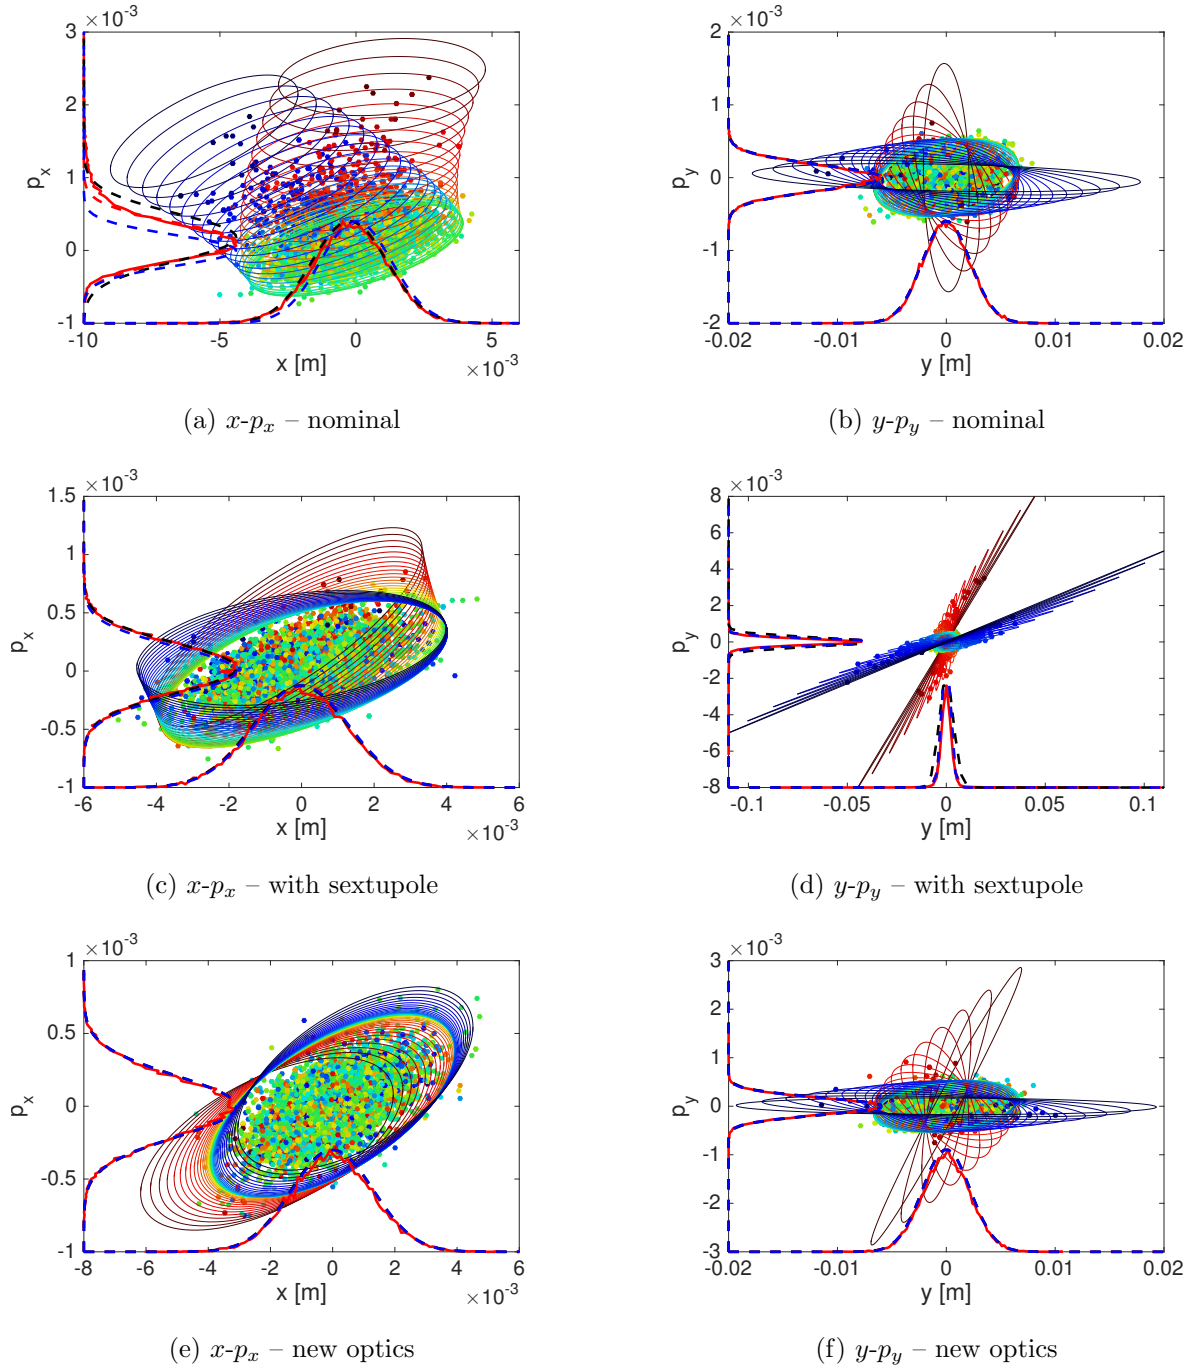 ×10⁻³ ×10⁻³
3 2
2 1
p_x 1 p_y 0
0 -1
-1 -2
-10 -5 0 5 -0.02 -0.01 0 0.01 0.02
x [m] ×10⁻³ y [m]
(a) x-p_x – nominal (b) y-p_y – nominal
×10⁻³ ×10⁻³
1.5 8
6
1 4
0.5 2
p_x 0 p_y 0
-2
-0.5 -4
-6
-1 -8
-6 -4 -2 0 2 4 6 -0.1 -0.05 0 0.05 0.1
x [m] ×10⁻³ y [m]
(c) x-p_x – with sextupole (d) y-p_y – with sextupole
×10⁻³ ×10⁻³
1 3
2
0.5 1
p_x 0 p_y 0
-0.5 -1
-2
-1 -3
-8 -6 -4 -2 0 2 4 6 -0.02 -0.01 0 0.01 0.02
x [m] ×10⁻³ y [m]
(e) x-p_x – new optics (f) y-p_y – new optics